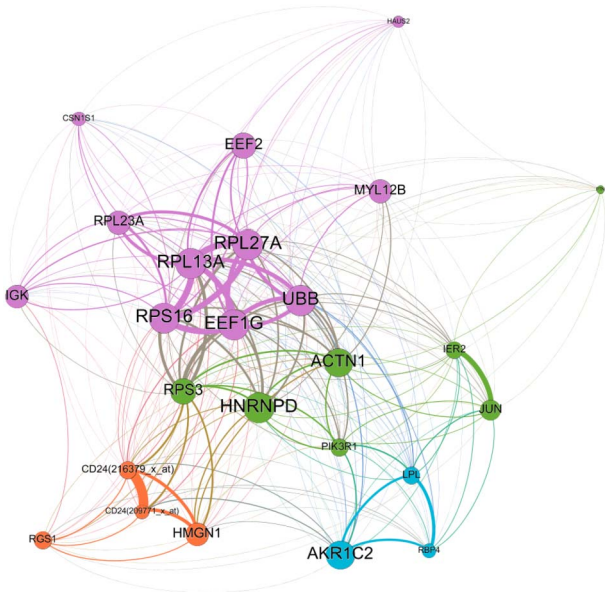 HAUS2
CSN1S1
EEF2
MYL12B
RPL23A
RPL27A
RPL13A
IGK
UBB
RPS16
EEF1G
IER2
ACTN1
RPS3
HNRNPD
JUN
PIK3R1
CD24(216379_x_at)
LPL
CD24(209771_x_at)
HMGN1
RGS1
AKR1C2
RBP4